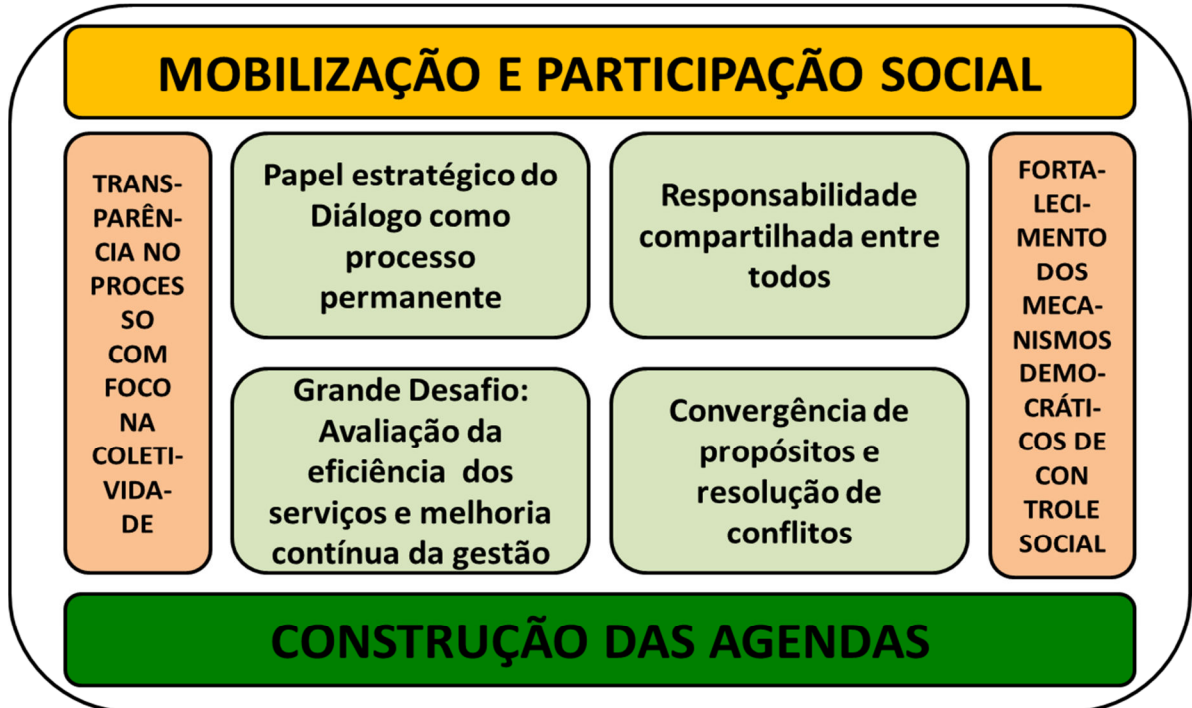 MOBILIZAÇÃO E PARTICIPAÇÃO SOCIAL
TRANS-
PARÊN-
CIA NO
PROCES
SO
COM
FOCO
NA
COLETI-
VIDA-
DE
Papel estratégico do
Diálogo como
processo
permanente
Responsabilidade
compartilhada entre
todos
Grande Desafio:
Avaliação da
eficiência dos
serviços e melhoria
contínua da gestão
Convergência de
propósitos e
resolução de
conflitos
FORTA-
LECI-
MENTO
DOS
MECA-
NISMOS
DEMO-
CRÁTI-
COS DE
CON
TROLE
SOCIAL
CONSTRUÇÃO DAS AGENDAS